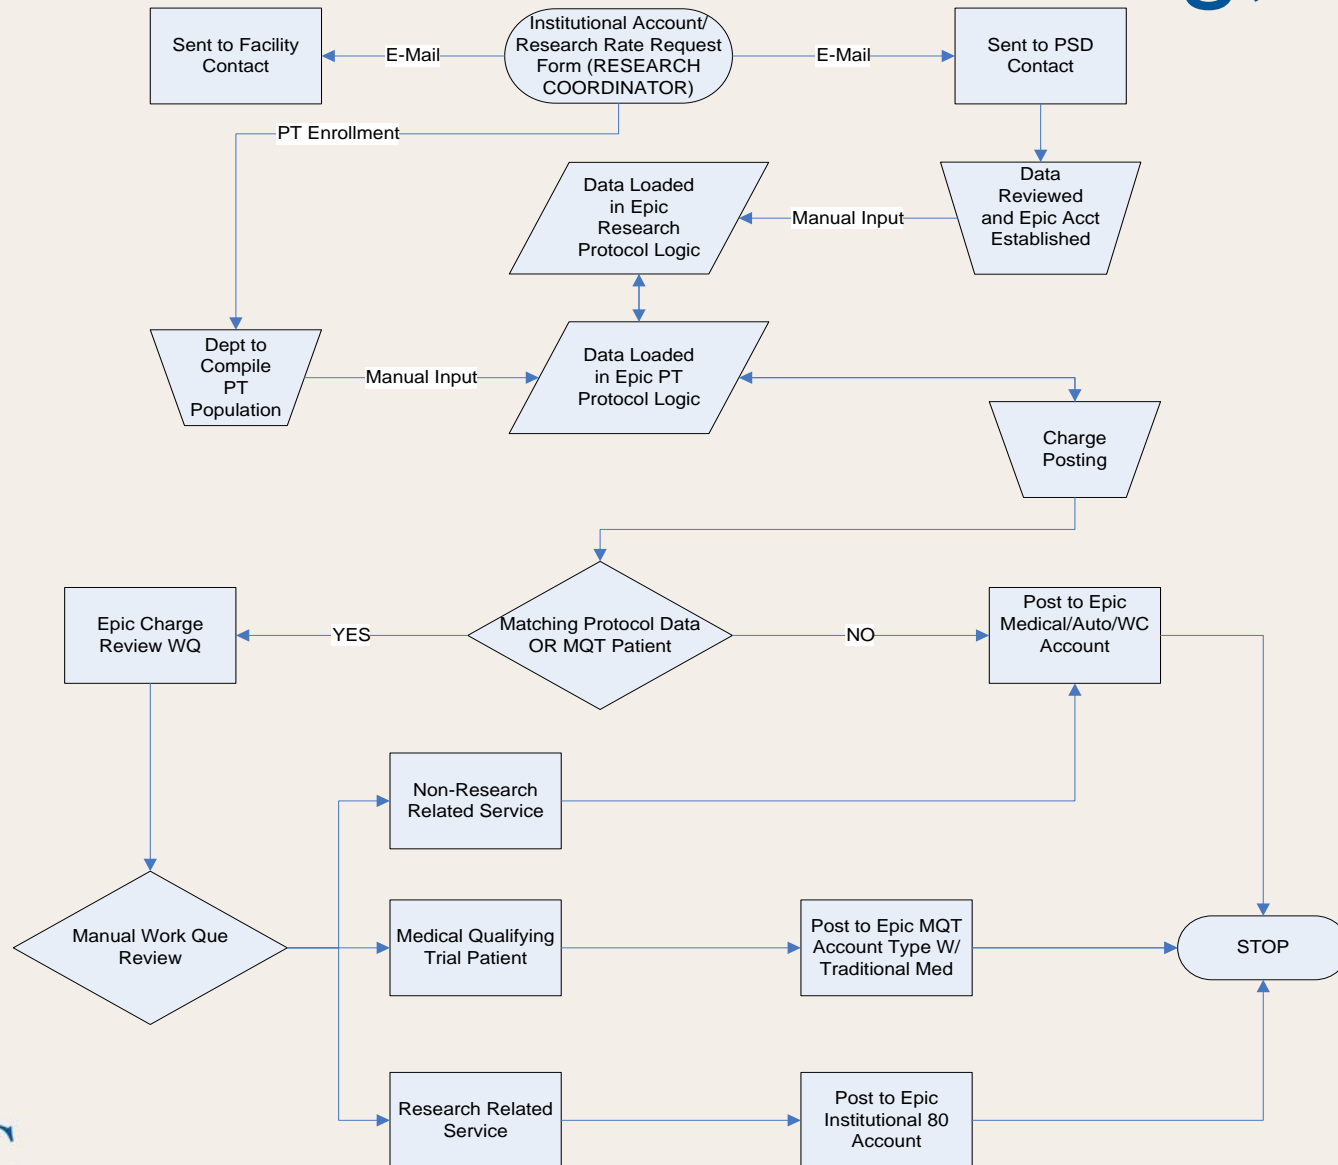 Sent to Facility
Contact
E-Mail
Institutional Account/
Research Rate Request
Form (RESEARCH
COORDINATOR)
E-Mail
Sent to PSD
Contact
PT Enrollment
Data Loaded
in Epic
Research
Protocol Logic
Manual Input
Data
Reviewed
and Epic Acct
Established
Dept to
Compile
PT
Population
Manual Input
Data Loaded
in Epic PT
Protocol Logic
Charge
Posting
Epic Charge
Review WQ
YES
Matching Protocol Data
OR MQT Patient
NO
Post to Epic
Medical/Auto/WC
Account
Non-Research
Related Service
Manual Work Que
Review
Medical Qualifying
Trial Patient
Post to Epic MQT
Account Type W/
Traditional Med
STOP
Research Related
Service
Post to Epic
Institutional 80
Account